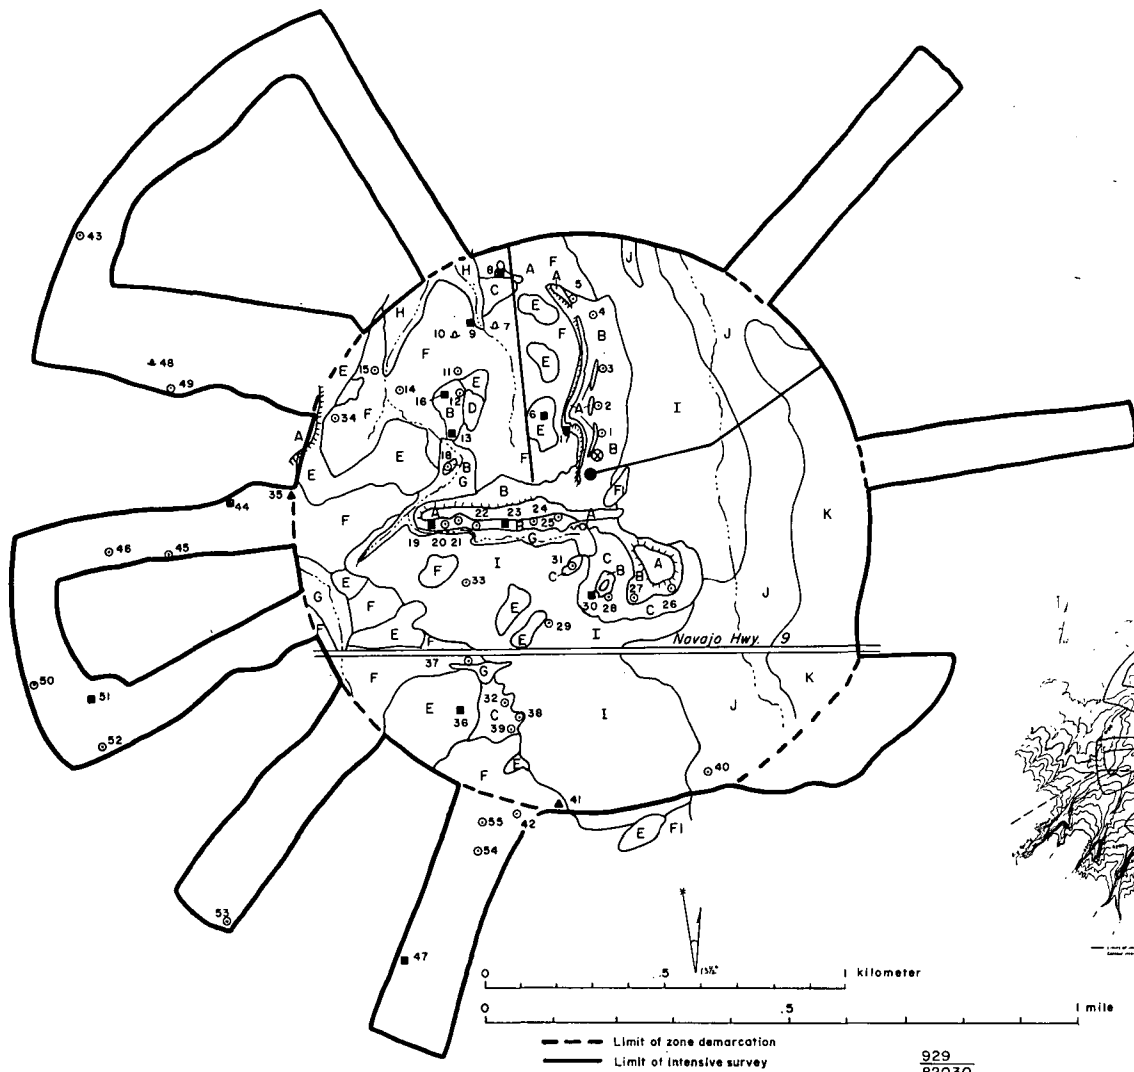 43
H
8
A
F
A
J
C
5
E
H
10
9
7
4
F
B
J
F
E
15
11
E
E
3
48
49
14
16
12
B
D
6
A
2
I
34
F
E
1
A
13
17
B
E
18
B
G
F
E
F1
44
35
B
K
F
A
22
23
24
A
46
45
19
20
21
B
25
G
I
31
C
B
A
F
C
B
E
33
30
28
27
26
C
G
F
E
J
F
E
F
E
29
I
Navajo Hwy. 9
37
G
50
F
K
51
E
32
C
38
I
J
36
39
52
F
E
40
41
55
42
E
F1
54
53
13½°
47
0 .5 1 kilometer
0 .5 1 mile
Limit of zone demarcation
Limit of intensive survey
929